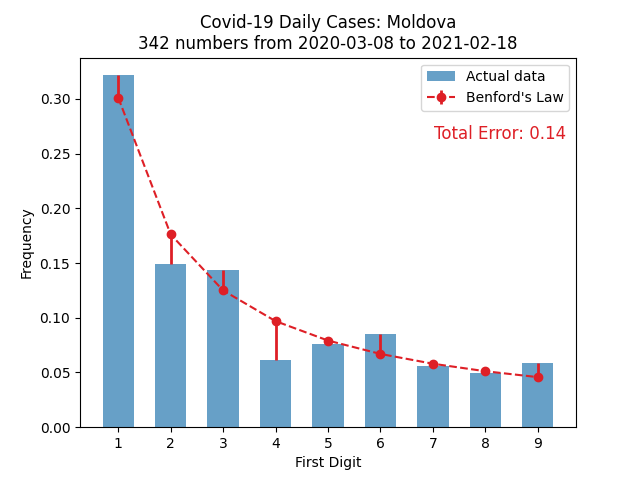 Covid-19 Daily Cases: Moldova
342 numbers from 2020-03-08 to 2021-02-18
Actual data
Benford's Law
Total Error: 0.14
0.30
0.25
0.20
0.15
0.10
0.05
0.00
Frequency
1 2 3 4 5 6 7 8 9
First Digit